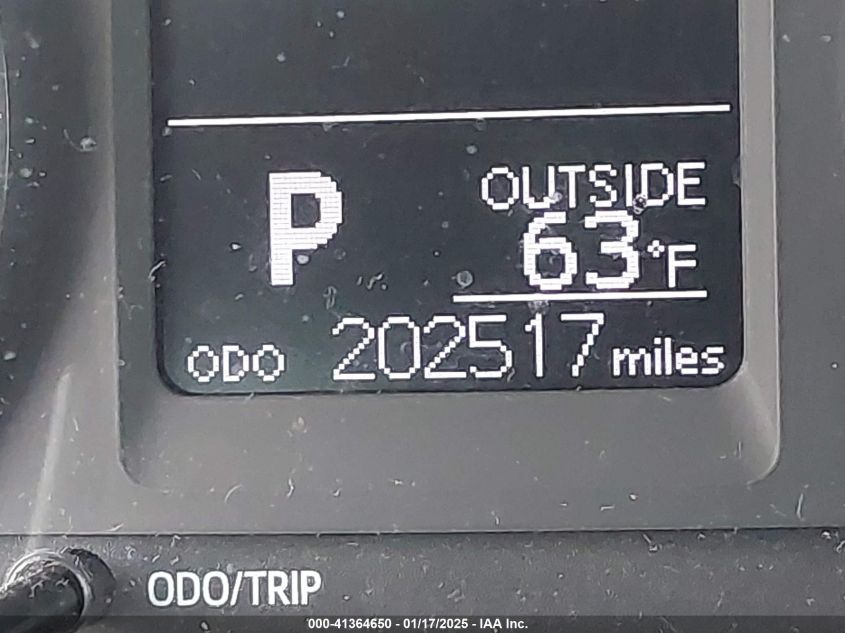 P
OUTSIDE
63°F
ODO 202517 miles
ODO/TRIP
000-41364650 - 01/17/2025 - IAA Inc.